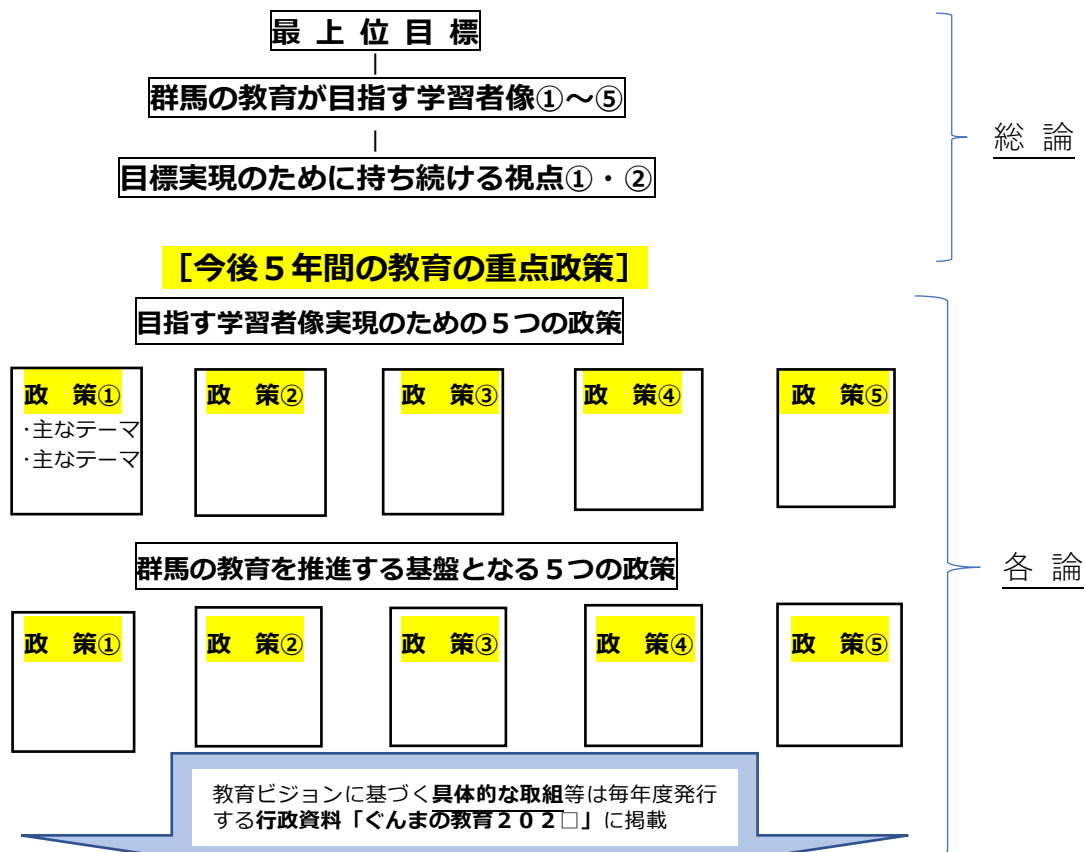 最 上 位 目 標
群馬の教育が目指す学習者像①～⑤
目標実現のために持ち続ける視点①・②
総 論
［今後５年間の教育の重点政策］
目指す学習者像実現のための５つの政策
政　策①
・主なテーマ
・主なテーマ
政　策②
政　策③
政　策④
政　策⑤
群馬の教育を推進する基盤となる５つの政策
各 論
政　策①
政　策②
政　策③
政　策④
政　策⑤
教育ビジョンに基づく具体的な取組等は毎年度発行
する行政資料「ぐんまの教育２０２□」に掲載